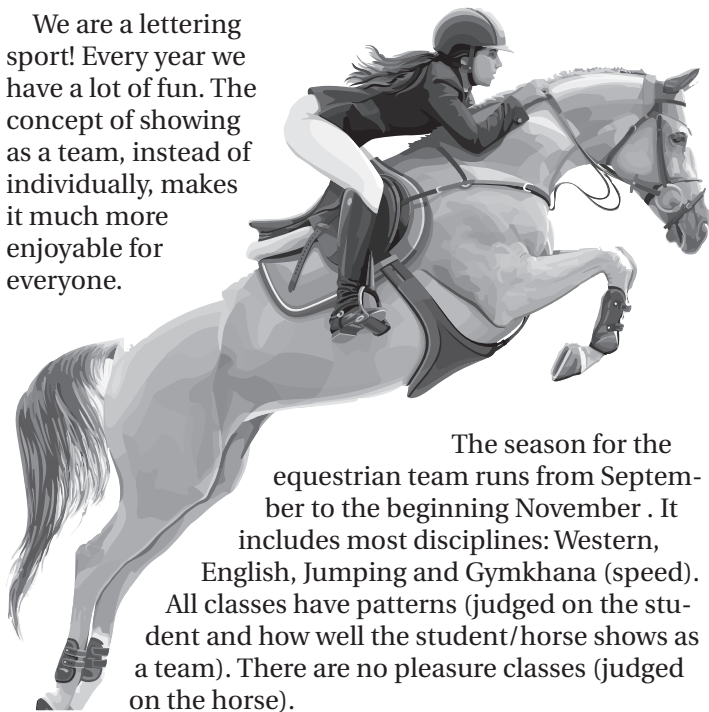 We are a lettering
sport! Every year we
have a lot of fun. The
concept of showing
as a team, instead of
individually, makes
it much more
enjoyable for
everyone.
The season for the
equestrian team runs from Septem-
ber to the beginning November . It
includes most disciplines: Western,
English, Jumping and Gymkhana (speed).
All classes have patterns (judged on the stu-
dent and how well the student/horse shows as
a team). There are no pleasure classes (judged
on the horse).